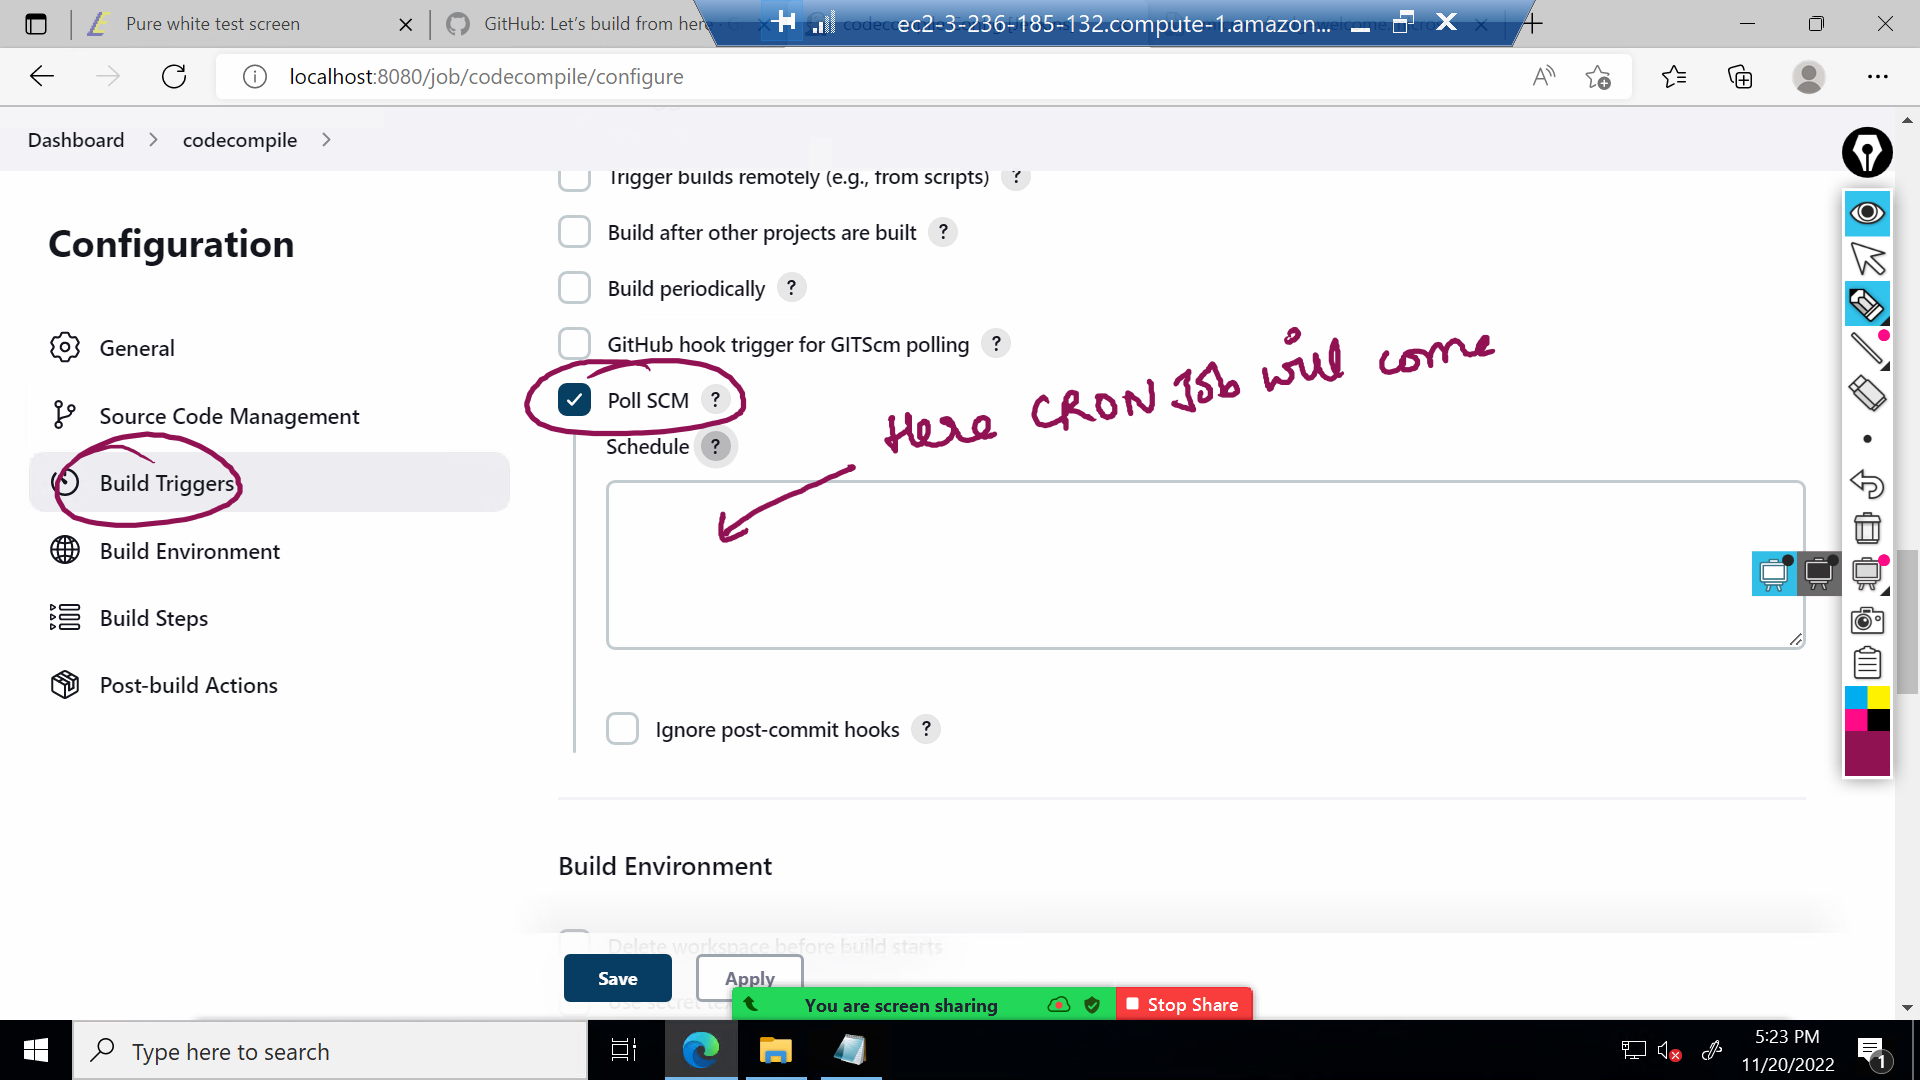 Pure white test screen
GitHub: Let's build from here
ec2-3-236-185-132.compute-1.amazon...
localhost:8080/job/codecompile/configure
Dashboard
codecompile
Trigger builds remotely (e.g., from scripts) ?
Configuration
Build after other projects are built ?
Build periodically ?
General
GitHub hook trigger for GITScm polling ?
Poll SCM ?
Here CRON Job will come
Source Code Management
Schedule ?
Build Triggers
Build Environment
Build Steps
Post-build Actions
Ignore post-commit hooks ?
Build Environment
Delete workspace before build starts
Save
Apply
You are screen sharing
Stop Share
Type here to search
5:23 PM
11/20/2022
1